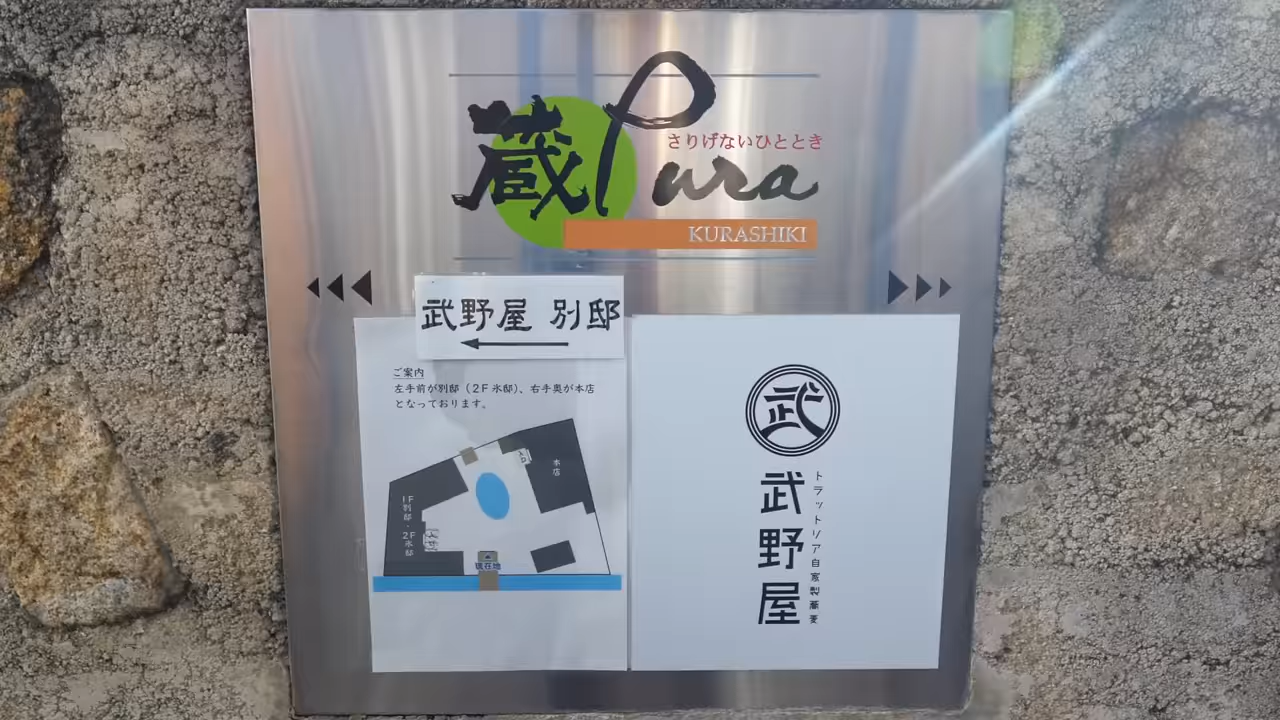 蔵Pura
さりげないひととき
KURASHIKI
武野屋 別邸
ご案内
左手前が別邸（2F 氷邸）、右手奥が本店
となっております。
本店
1F 別邸・2F 氷邸
現在地
武
武野屋
トラットリア自家製蕎麦